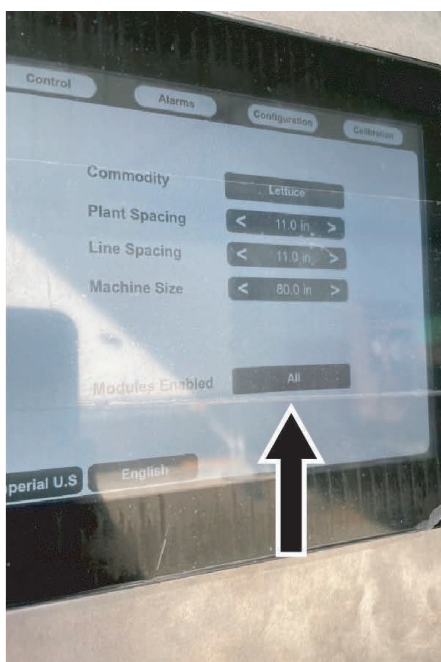 Control Alarms Configuration Calibration
Commodity Lettuce
Plant Spacing < 11.0 in >
Line Spacing < 11.0 in >
Machine Size < 80.0 in >
Modules Enabled All
perial U.S English